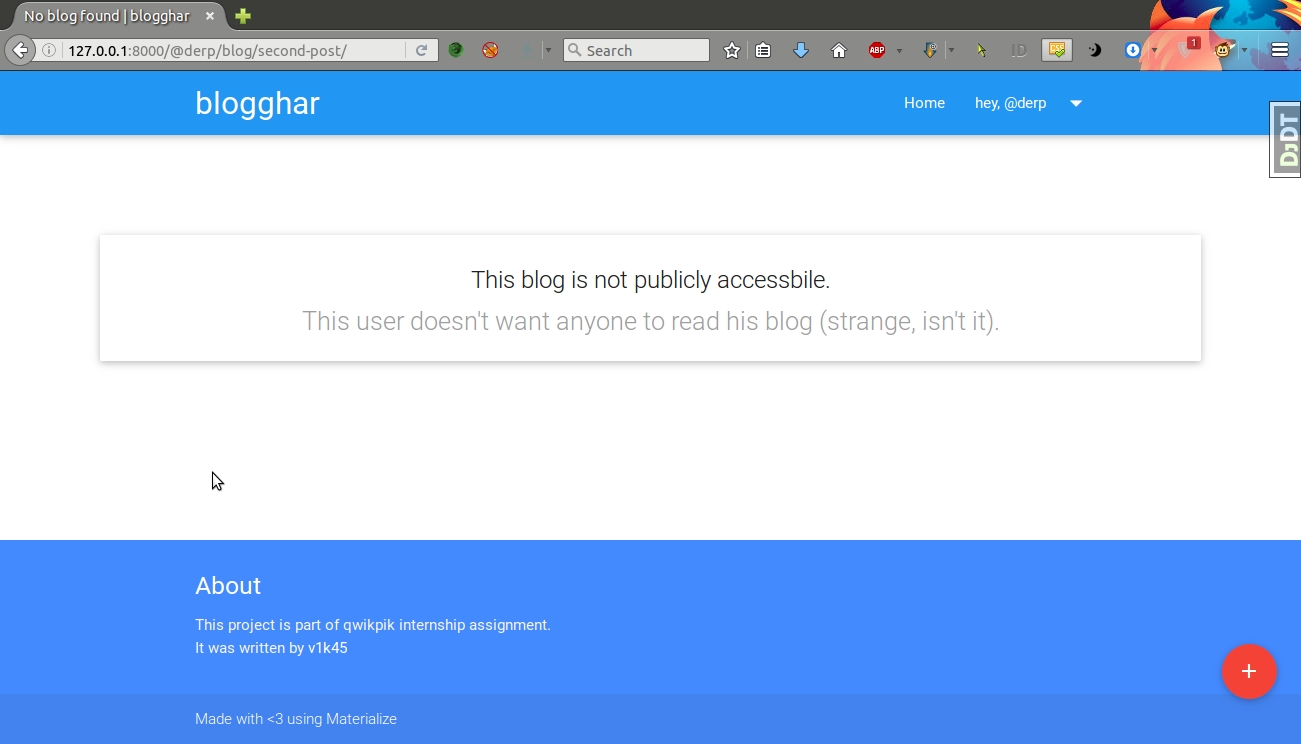 No blog found | blogghar
127.0.0.1:8000/@derp/blog/second-post/
Search
ABP
ID
1
blogghar
Home
hey, @derp
DJDT
This blog is not publicly accessbile.
This user doesn't want anyone to read his blog (strange, isn't it).
About
This project is part of qwikpik internship assignment.
It was written by v1k45
+
Made with <3 using Materialize